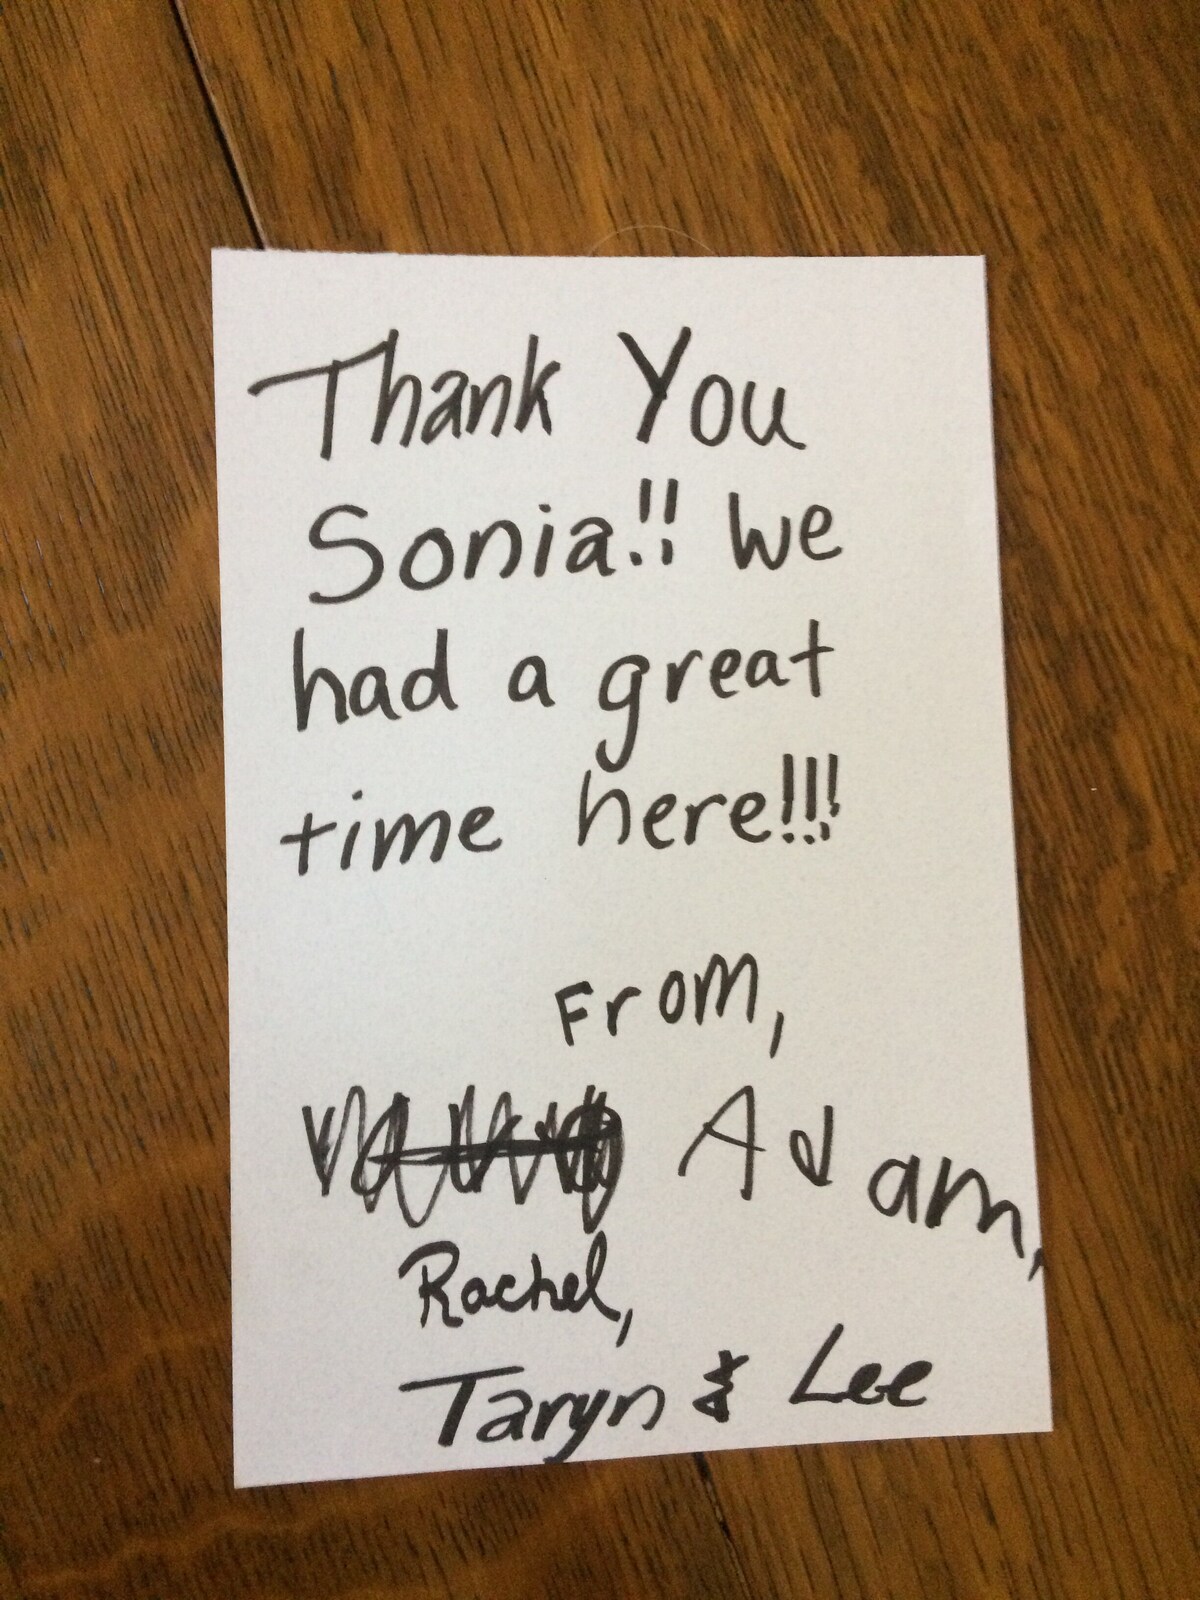 Thank You
Sonia!! We
had a great
time here!!!
From,
Adam,
Rachel,
Taryn & Lee